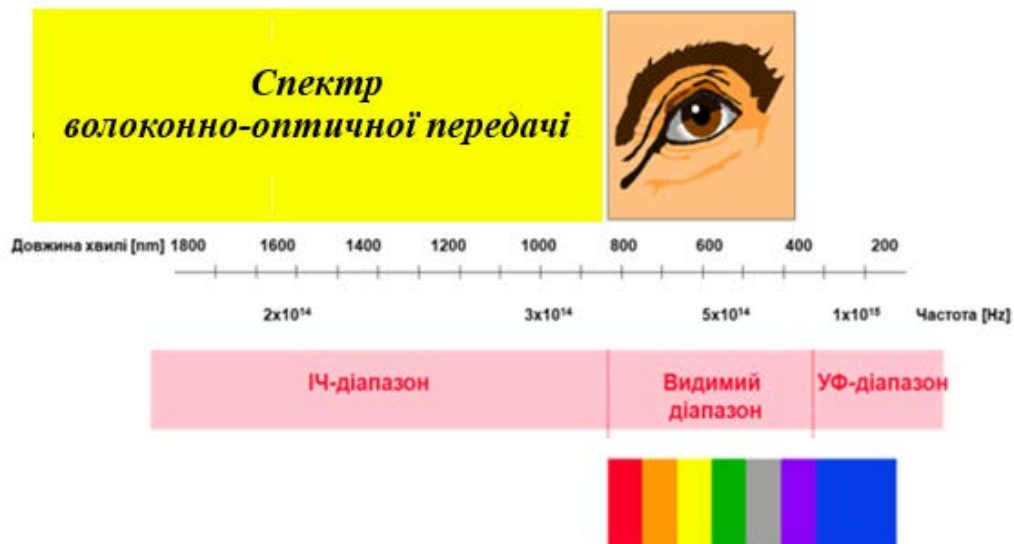 Спектр
волоконно-оптичної передачі
Довжина хвилі [nm] 1800 1600 1400 1200 1000 800 600 400 200
2x10¹⁴ 3x10¹⁴ 5x10¹⁴ 1x10¹⁵ Частота [Hz]
ІЧ-діапазон Видимий УФ-діапазон
діапазон